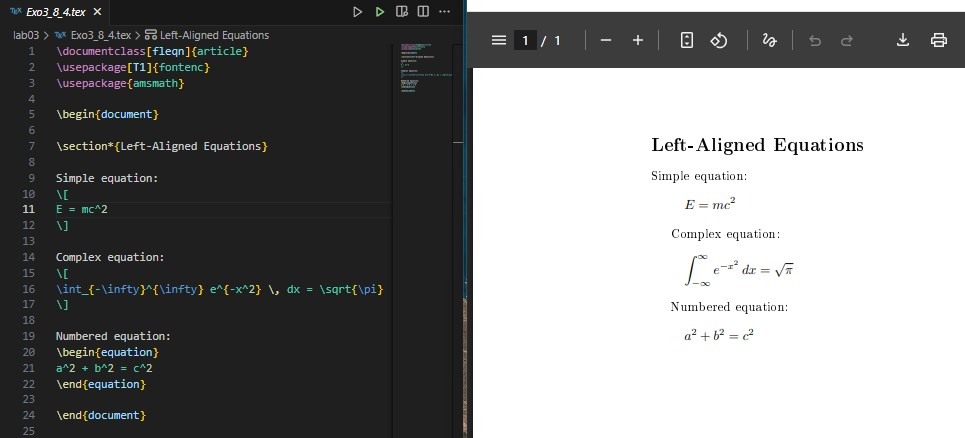 Exo3_8_4.tex
lab03 > Exo3_8_4.tex > Left-Aligned Equations
1 \documentclass[fleqn]{article}
2 \usepackage[T1]{fontenc}
3 \usepackage{amsmath}
4
5 \begin{document}
6
7 \section*{Left-Aligned Equations}
8
9 Simple equation:
10 \[
11 E = mc^2
12 \]
13
14 Complex equation:
15 \[
16 \int_{-\infty}^{\infty} e^{-x^2} \, dx = \sqrt{\pi}
17 \]
18
19 Numbered equation:
20 \begin{equation}
21 a^2 + b^2 = c^2
22 \end{equation}
23
24 \end{document}
25
1 / 1
Left-Aligned Equations
Simple equation:
E = mc²
Complex equation:
∫_{-∞}^{∞} e^{-x²} dx = √π
Numbered equation:
a² + b² = c²